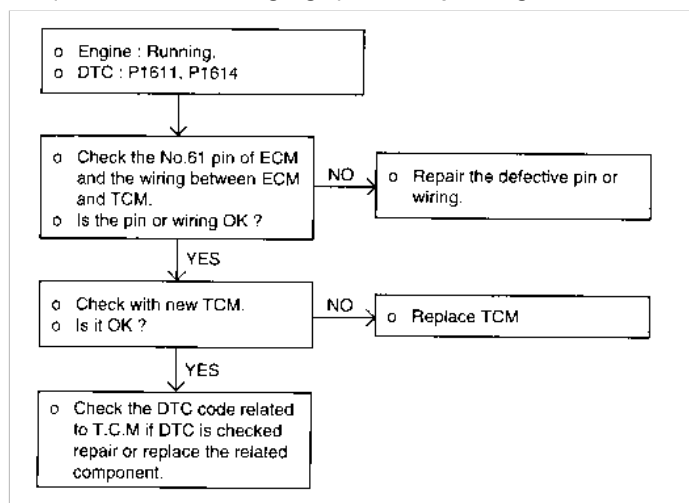 o Engine : Running,
o DTC : P1611, P1614
o Check the No.61 pin of ECM
and the wiring between ECM
and TCM.
o Is the pin or wiring OK ?
NO
o Repair the defective pin or
wiring.
YES
o Check with new TCM.
o Is it OK ?
NO
o Replace TCM
YES
o Check the DTC code related
to T.C.M if DTC is checked
repair or replace the related
component.